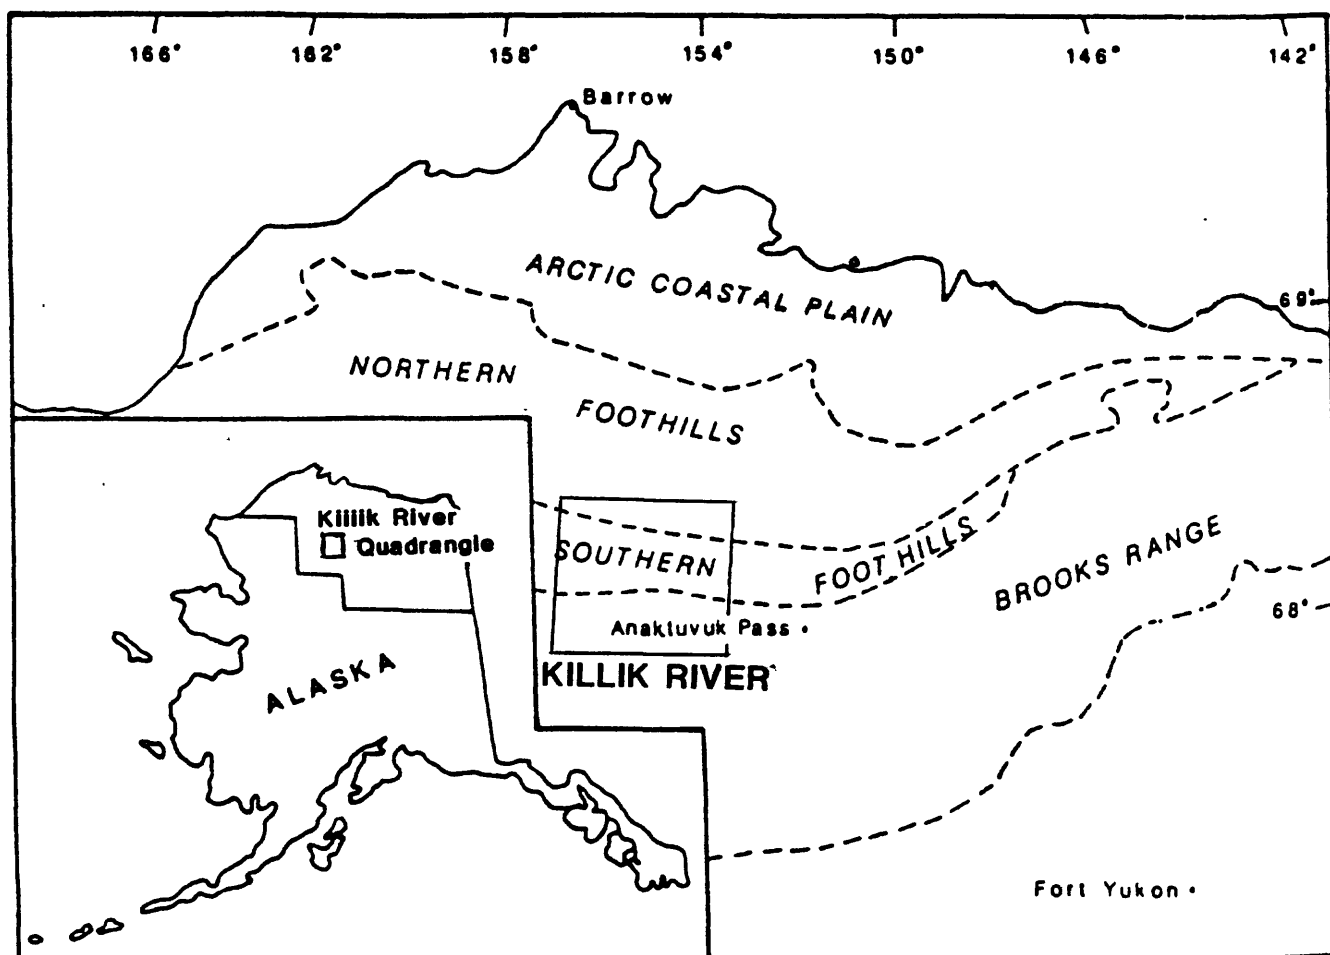 166° 162° 158° 154° 150° 146° 142°
Barrow
ARCTIC COASTAL PLAIN
69°
NORTHERN
FOOTHILLS
SOUTHERN
FOOT HILLS
BROOKS RANGE
68°
Anaktuvuk Pass
KILLIK RIVER
Killik River
Quadrangle
ALASKA
Fort Yukon